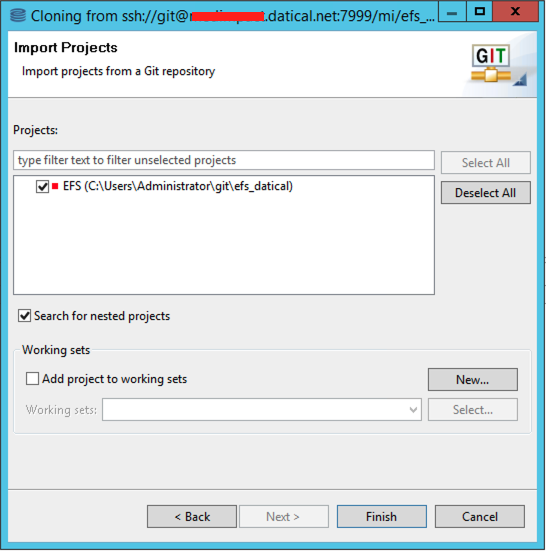 Cloning from ssh://git@ .datical.net:7999/mi/efs_...
Import Projects
Import projects from a Git repository
GIT
Projects:
type filter text to filter unselected projects
Select All
EFS (C:\Users\Administrator\git\efs_datical)
Deselect All
Search for nested projects
Working sets
Add project to working sets
New...
Working sets:
Select...
< Back
Next >
Finish
Cancel